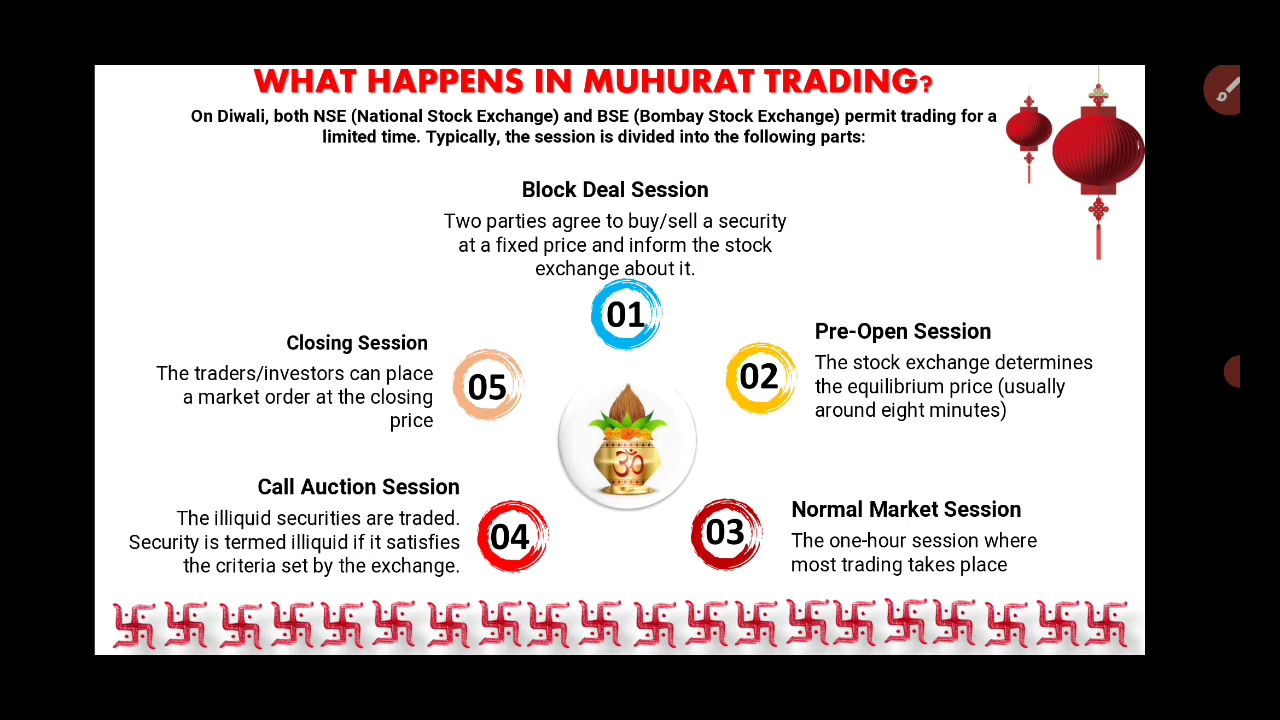 WHAT HAPPENS IN MUHURAT TRADING?
On Diwali, both NSE (National Stock Exchange) and BSE (Bombay Stock Exchange) permit trading for a
limited time. Typically, the session is divided into the following parts:
Block Deal Session
Two parties agree to buy/sell a security
at a fixed price and inform the stock
exchange about it.
01
Pre-Open Session
The stock exchange determines
the equilibrium price (usually
around eight minutes)
02
Normal Market Session
The one-hour session where
most trading takes place
03
Call Auction Session
The illiquid securities are traded.
Security is termed illiquid if it satisfies
the criteria set by the exchange.
04
Closing Session
The traders/investors can place
a market order at the closing
price
05
ॐ